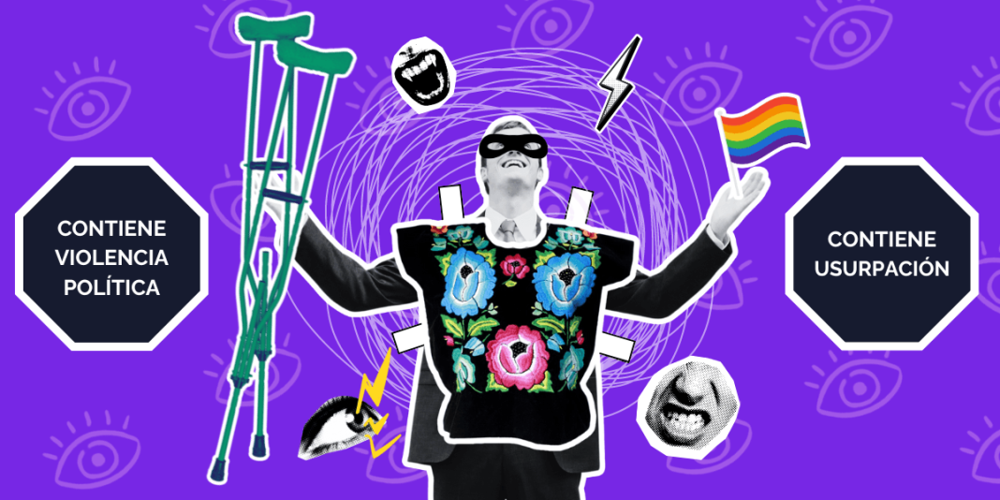 CONTIENE
VIOLENCIA
POLÍTICA
CONTIENE
USURPACIÓN